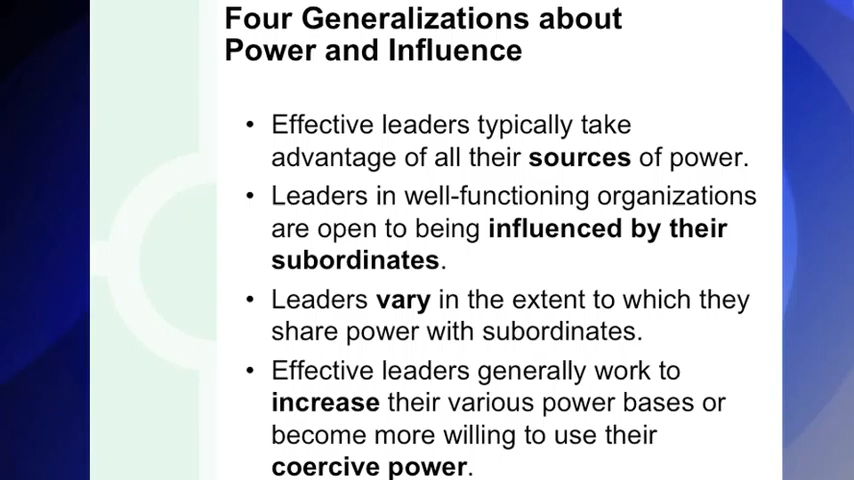 Four Generalizations about
Power and Influence
• Effective leaders typically take
advantage of all their sources of power.
• Leaders in well-functioning organizations
are open to being influenced by their
subordinates.
• Leaders vary in the extent to which they
share power with subordinates.
• Effective leaders generally work to
increase their various power bases or
become more willing to use their
coercive power.